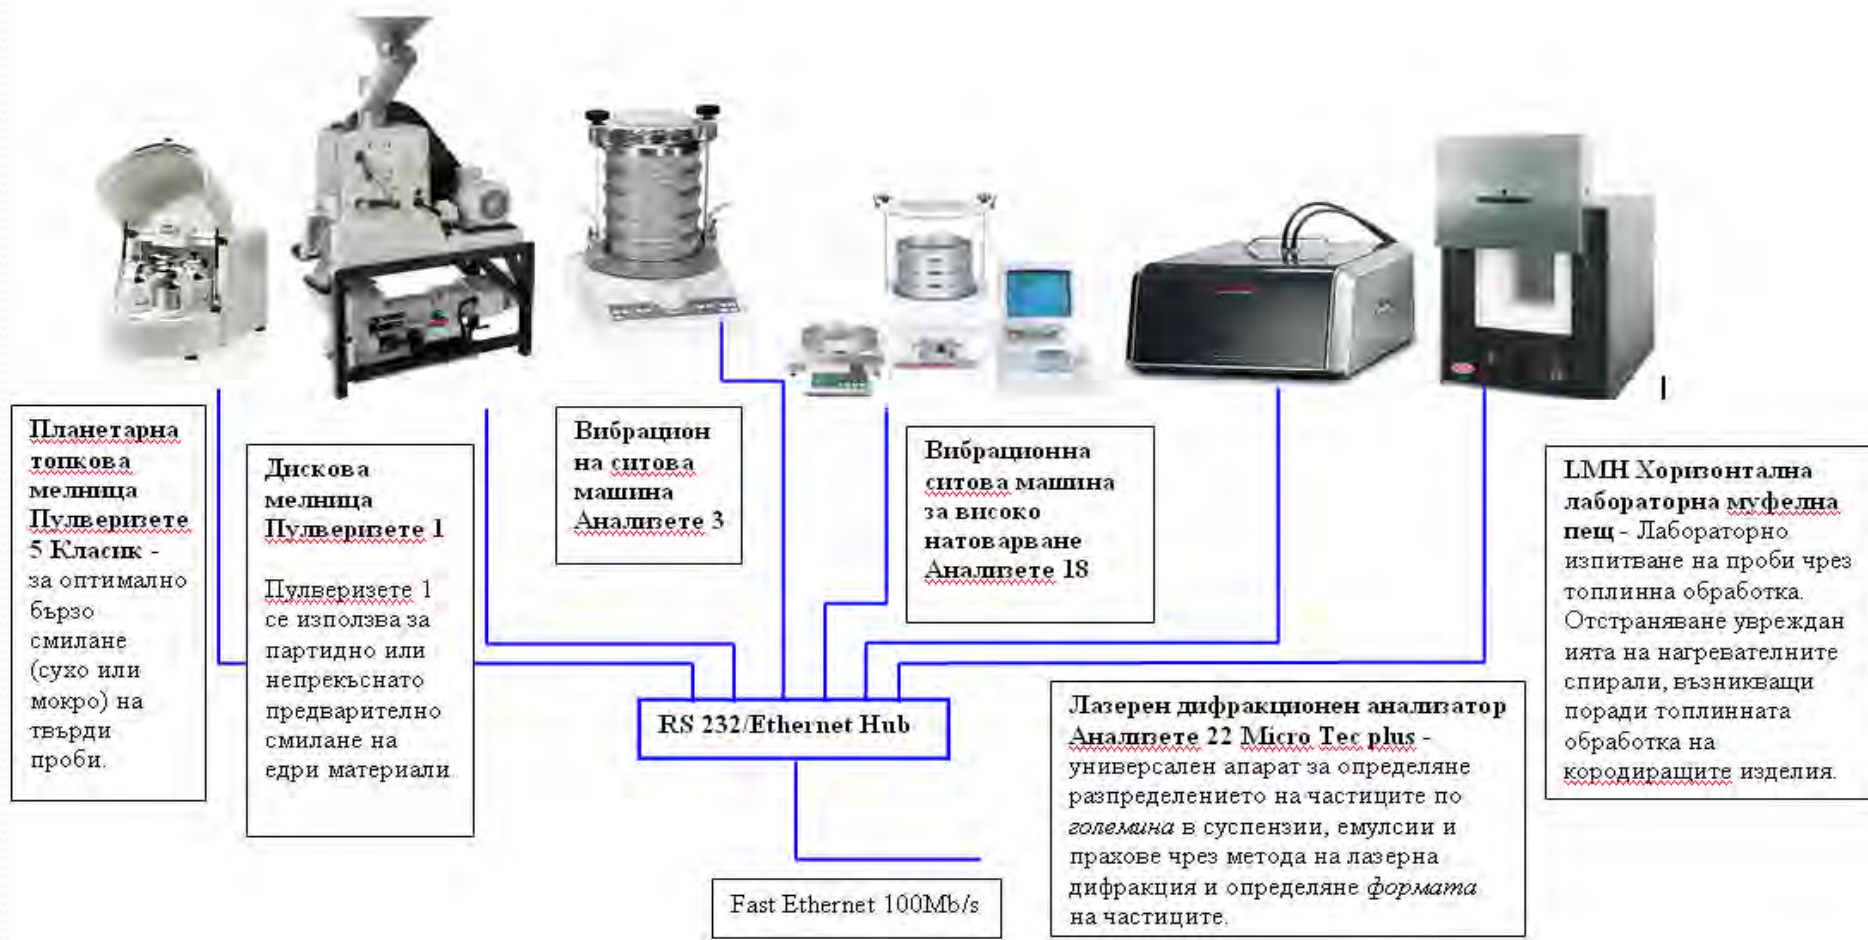 Планетарна
топкова
мелница
Пулверизете
5 Класик -
за оптимално
бързо
смилане
(сухо или
мокро) на
твърди
проби.
Дискова
мелница
Пулверизете 1
Пулверизете 1
се използва за
партидно или
непрекъснато
предварително
смилане на
едри материали
Вибрацион
на ситова
машина
Анализете 3
Вибрационна
ситова машина
за високо
натоварване
Анализете 18
LMH Хоризонтална
лабораторна муфелна
пещ - Лабораторно
изпитване на проби чрез
топлинна обработка.
Отстраняване увреждан
ията на нагревателните
спирали, възникващи
поради топлинната
обработка на
кородиращите изделия.
RS 232/Ethernet Hub
Лазерен дифракционен анализатор
Анализете 22 Micro Tec plus -
универсален апарат за определяне
разпределението на частиците по
големина в суспензии, емулсии и
прахове чрез метода на лазерна
дифракция и определяне формата
на частиците.
Fast Ethernet 100Mb/s